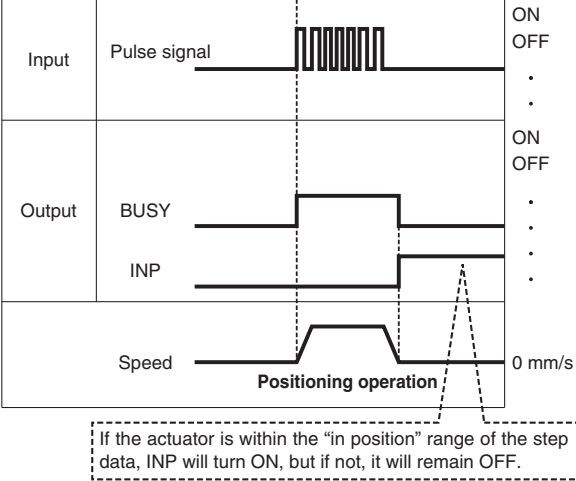 ON
OFF
Input
Pulse signal
ON
OFF
Output
BUSY
INP
Speed
0 mm/s
Positioning operation
If the actuator is within the “in position” range of the step
data, INP will turn ON, but if not, it will remain OFF.